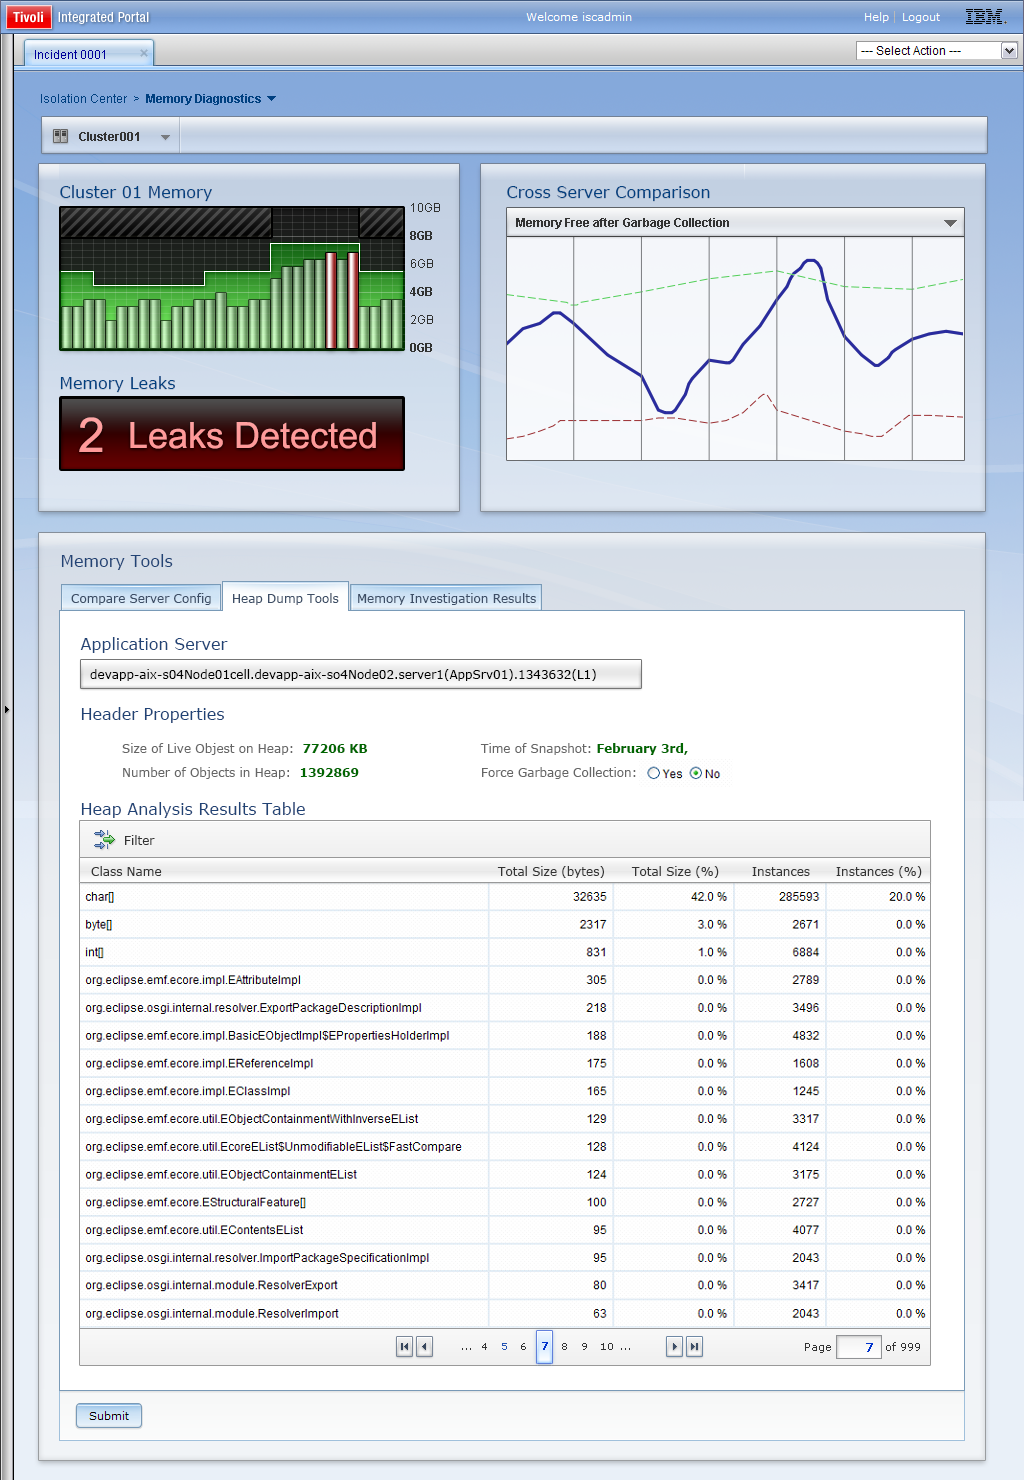 Tivoli Integrated Portal
Welcome iscadmin
Help | Logout
IBM
Incident 0001
--- Select Action ---
Isolation Center > Memory Diagnostics
Cluster001
Cluster 01 Memory
10GB
8GB
6GB
4GB
2GB
0GB
Memory Leaks
2 Leaks Detected
Cross Server Comparison
Memory Free after Garbage Collection
Memory Tools
Compare Server Config
Heap Dump Tools
Memory Investigation Results
Application Server
devapp-aix-s04Node01cell.devapp-aix-so4Node02.server1(AppSrv01).1343632(L1)
Header Properties
Size of Live Objest on Heap: 77206 KB
Time of Snapshot: February 3rd,
Number of Objects in Heap: 1392869
Force Garbage Collection: Yes No
Heap Analysis Results Table
Filter
Class Name Total Size (bytes) Total Size (%) Instances Instances (%)
char[] 32635 42.0 % 285593 20.0 %
byte[] 2317 3.0 % 2671 0.0 %
int[] 831 1.0 % 6884 0.0 %
org.eclipse.emf.ecore.impl.EAttributeImpl 305 0.0 % 2789 0.0 %
org.eclipse.osgi.internal.resolver.ExportPackageDescriptionImpl 218 0.0 % 3496 0.0 %
org.eclipse.emf.ecore.impl.BasicEObjectImpl$EPropertiesHolderImpl 188 0.0 % 4832 0.0 %
org.eclipse.emf.ecore.impl.EReferenceImpl 175 0.0 % 1608 0.0 %
org.eclipse.emf.ecore.impl.EClassImpl 165 0.0 % 1245 0.0 %
org.eclipse.emf.ecore.util.EObjectContainmentWithInverseEList 129 0.0 % 3317 0.0 %
org.eclipse.emf.ecore.util.EcoreEList$UnmodifiableEList$FastCompare 128 0.0 % 4124 0.0 %
org.eclipse.emf.ecore.util.EObjectContainmentEList 124 0.0 % 3175 0.0 %
org.eclipse.emf.ecore.EStructuralFeature[] 100 0.0 % 2727 0.0 %
org.eclipse.emf.ecore.util.EContentsEList 95 0.0 % 4077 0.0 %
org.eclipse.osgi.internal.resolver.ImportPackageSpecificationImpl 95 0.0 % 2043 0.0 %
org.eclipse.osgi.internal.module.ResolverExport 80 0.0 % 3417 0.0 %
org.eclipse.osgi.internal.module.ResolverImport 63 0.0 % 2043 0.0 %
... 4 5 6 7 8 9 10 ...
Page 7 of 999
Submit